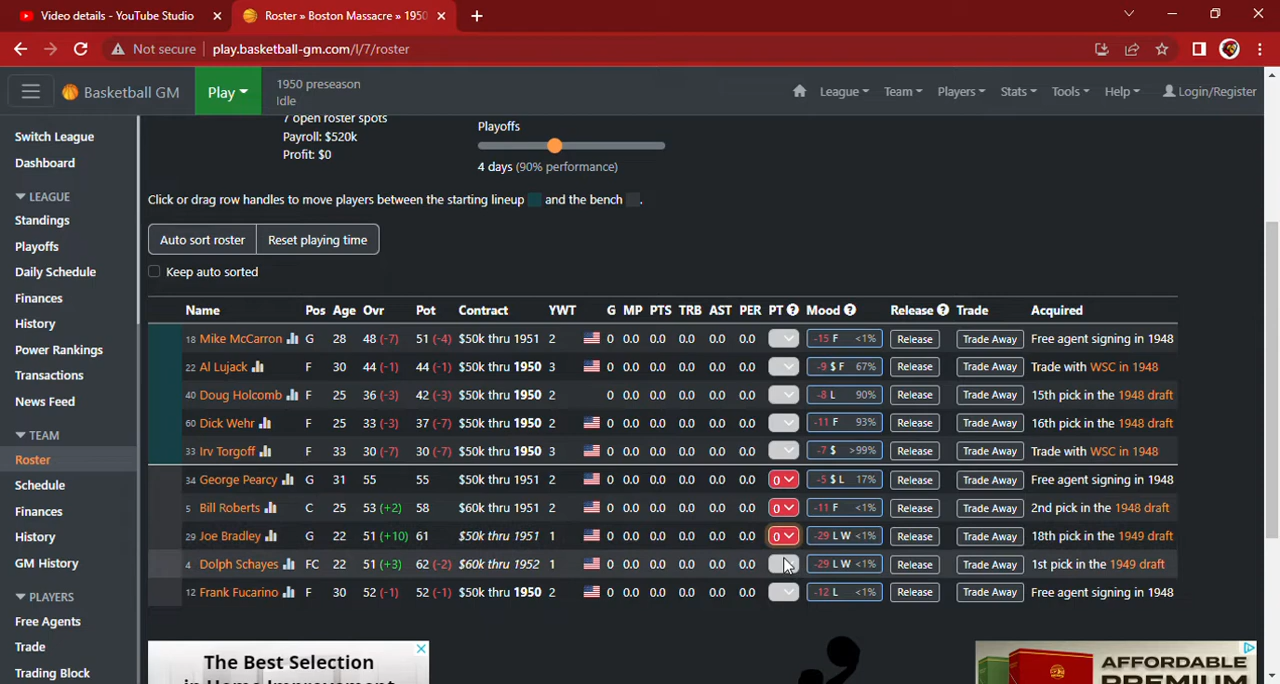 Video details - YouTube Studio
Roster » Boston Massacre » 1950
Not secure play.basketball-gm.com/l/7/roster
Basketball GM
Play
1950 preseason
Idle
League Team Players Stats Tools Help Login/Register
Switch League
Dashboard
LEAGUE
Standings
Playoffs
Daily Schedule
Finances
History
Power Rankings
Transactions
News Feed
TEAM
Roster
Schedule
Finances
History
GM History
PLAYERS
Free Agents
Trade
Trading Block
7 open roster spots
Payroll: $520k
Profit: $0
Playoffs
4 days (90% performance)
Click or drag row handles to move players between the starting lineup and the bench .
Auto sort roster Reset playing time
Keep auto sorted
Name Pos Age Ovr Pot Contract YWT G MP PTS TRB AST PER PT ? Mood ? Release ? Trade Acquired
18 Mike McCarron G 28 48 (-7) 51 (-4) $50k thru 1951 2 0 0.0 0.0 0.0 0.0 0.0 -15 F <1% Release Trade Away Free agent signing in 1948
22 Al Lujack F 30 44 (-1) 44 (-1) $50k thru 1950 3 0 0.0 0.0 0.0 0.0 0.0 -9 $ F 67% Release Trade Away Trade with WSC in 1948
40 Doug Holcomb F 25 36 (-3) 42 (-3) $50k thru 1950 2 0 0.0 0.0 0.0 0.0 0.0 -8 L 90% Release Trade Away 15th pick in the 1948 draft
60 Dick Wehr F 25 33 (-3) 37 (-7) $50k thru 1950 2 0 0.0 0.0 0.0 0.0 0.0 -11 F 93% Release Trade Away 16th pick in the 1948 draft
33 Irv Torgoff F 33 30 (-7) 30 (-7) $50k thru 1950 3 0 0.0 0.0 0.0 0.0 0.0 -7 $ >99% Release Trade Away Trade with WSC in 1948
34 George Pearcy G 31 55 55 $50k thru 1951 2 0 0.0 0.0 0.0 0.0 0.0 0 -5 $ L 17% Release Trade Away Free agent signing in 1948
5 Bill Roberts C 25 53 (+2) 58 $60k thru 1951 2 0 0.0 0.0 0.0 0.0 0.0 0 -11 F <1% Release Trade Away 2nd pick in the 1948 draft
29 Joe Bradley G 22 51 (+10) 61 $50k thru 1951 1 0 0.0 0.0 0.0 0.0 0.0 0 -29 L W <1% Release Trade Away 18th pick in the 1949 draft
4 Dolph Schayes FC 22 51 (+3) 62 (-2) $60k thru 1952 1 0 0.0 0.0 0.0 0.0 0.0 -29 L W <1% Release Trade Away 1st pick in the 1949 draft
12 Frank Fucarino F 30 52 (-1) 52 (-1) $50k thru 1950 2 0 0.0 0.0 0.0 0.0 0.0 -12 L <1% Release Trade Away Free agent signing in 1948
The Best Selection
AFFORDABLE